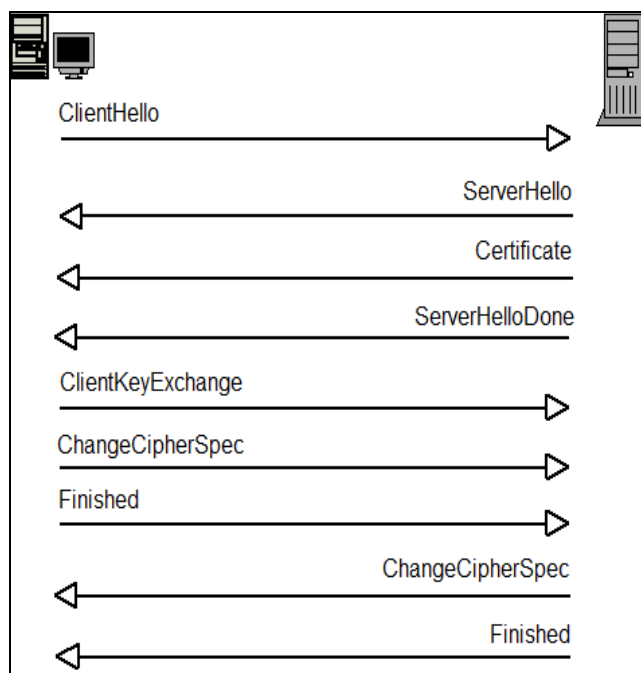 ClientHello
ServerHello
Certificate
ServerHelloDone
ClientKeyExchange
ChangeCipherSpec
Finished
ChangeCipherSpec
Finished